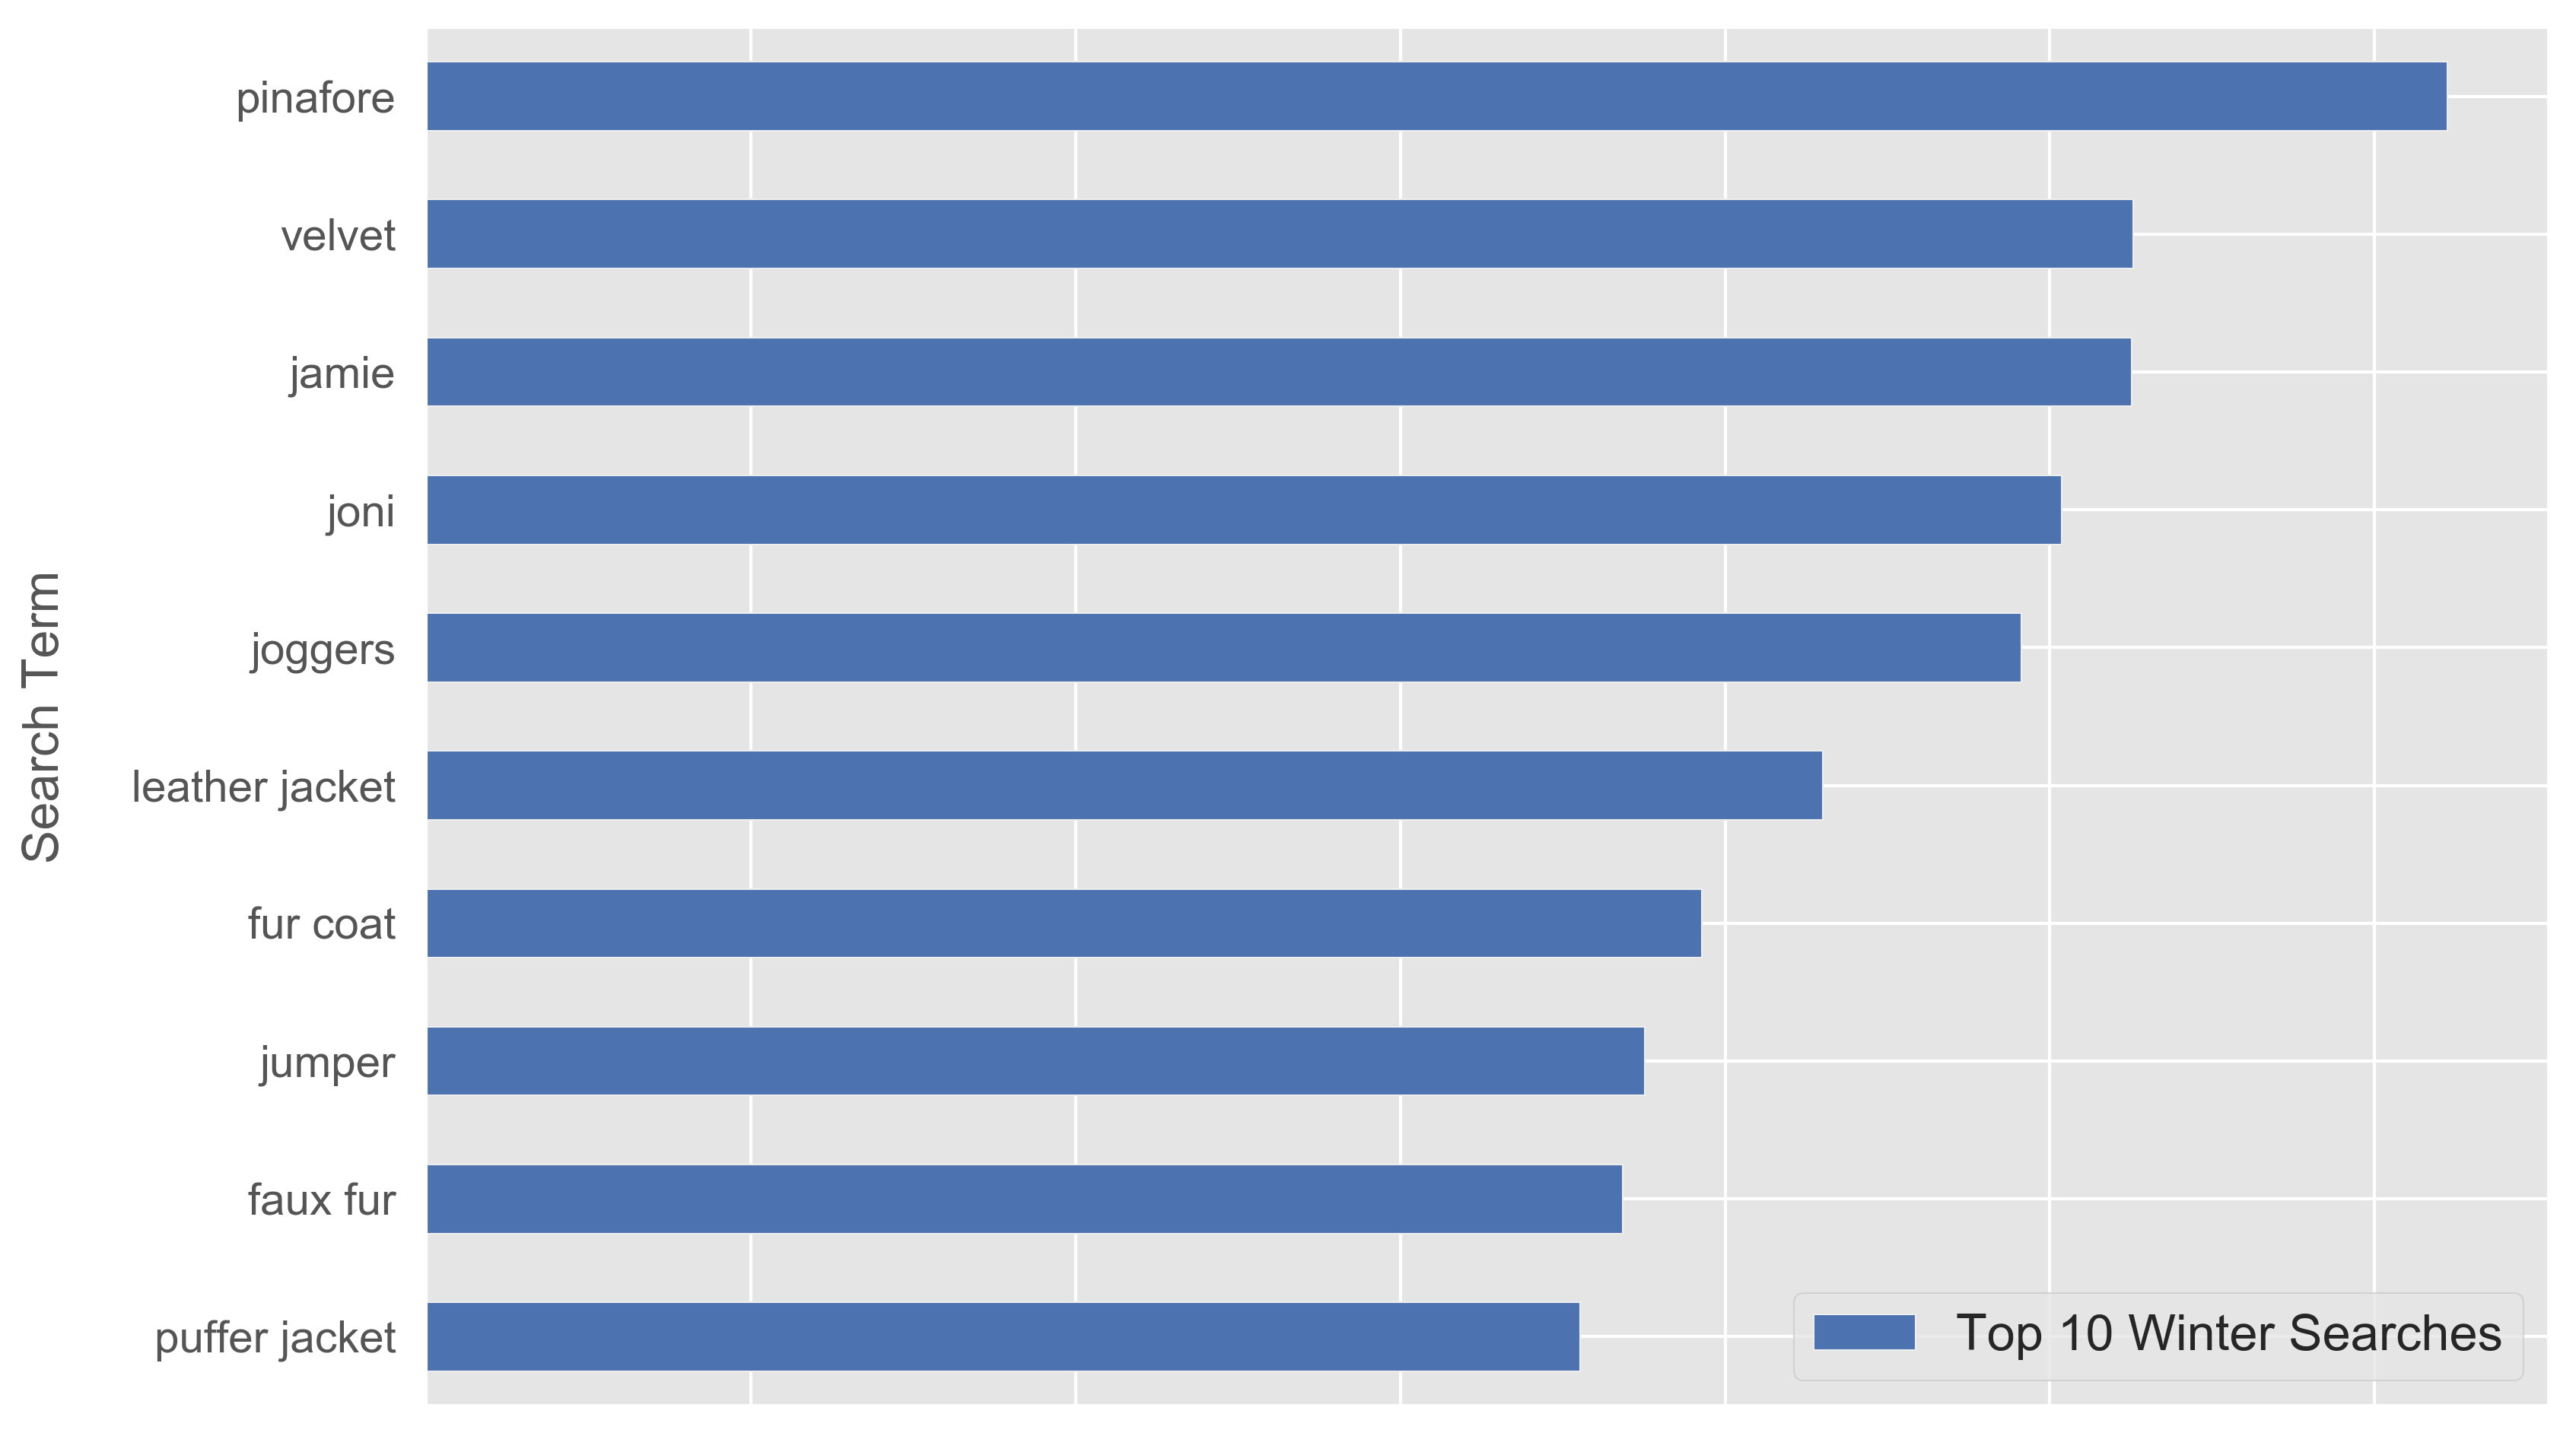 Search Term
pinafore
velvet
jamie
joni
joggers
leather jacket
fur coat
jumper
faux fur
puffer jacket
Top 10 Winter Searches